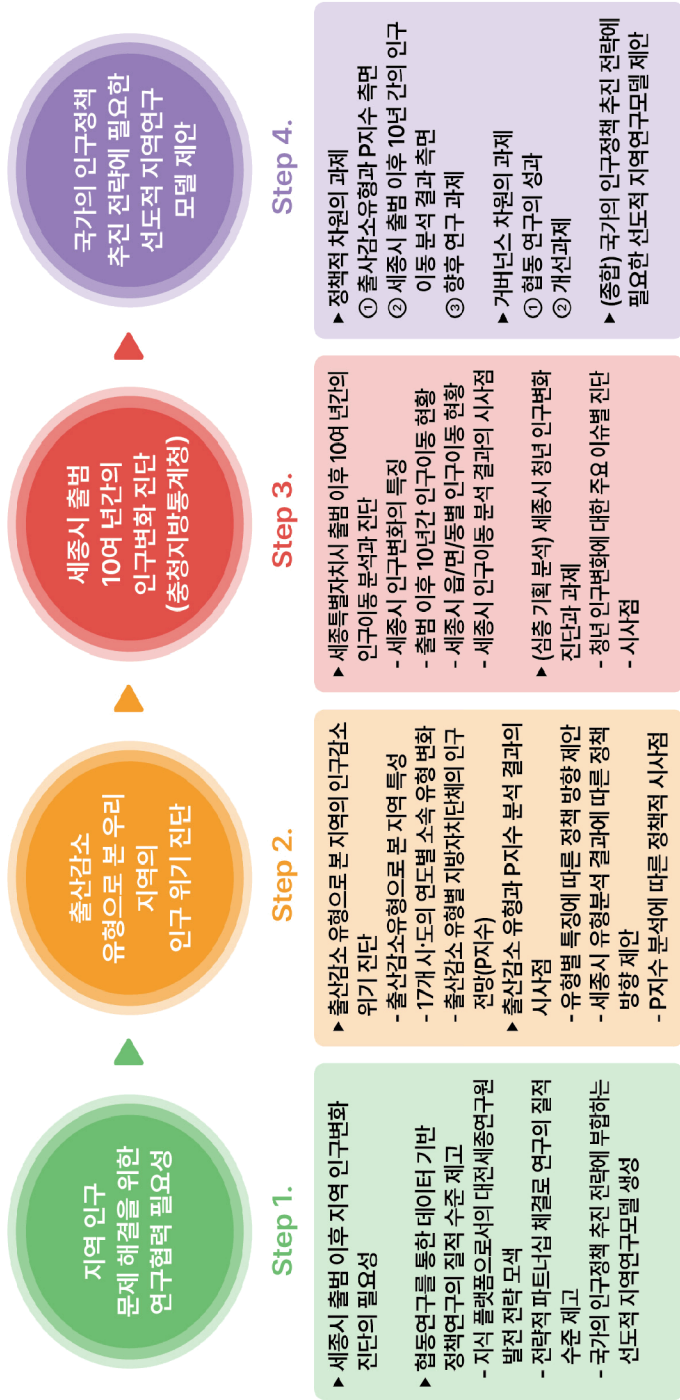 지역 인구
문제 해결을 위한
연구협력 필요성
Step 1.
▶ 세종시 출범 이후 지역 인구변화
진단의 필요성
▶ 협동연구를 통한 데이터 기반
정책연구의 질적 수준 제고
- 지식 플랫폼으로서의 대전세종연구원
발전 전략 모색
- 전략적 파트너십 체결로 연구의 질적
수준 제고
- 국가의 인구정책 추진 전략에 부합하는
선도적 지역연구모델 생성
출산감소
유형으로 본 우리
지역의
인구 위기 진단
Step 2.
▶ 출산감소 유형으로 본 지역의 인구감소
위기 진단
- 출산감소유형으로 본 지역 특성
- 17개 시·도의 연도별 소속 유형 변화
- 출산감소 유형별 지방자치단체의 인구
전망(P지수)
▶ 출산감소 유형과 P지수 분석 결과의
시사점
- 유형별 특징에 따른 정책 방향 제안
- 세종시 유형분석 결과에 따른 정책
방향 제안
- P지수 분석에 따른 정책적 시사점
세종시 출범
10여 년간의
인구변화 진단
(충청지방통계청)
Step 3.
▶ 세종특별자치시 출범 이후 10여 년간의
인구이동 분석과 진단
- 세종시 인구변화의 특징
- 출범 이후 10년간 인구이동 현황
- 세종시 읍/면/동별 인구이동 현황
- 세종시 인구이동 분석 결과의 시사점
▶ (심층 기획 분석) 세종시 청년 인구변화
진단과 과제
- 청년 인구변화에 대한 주요 이슈별 진단
- 시사점
국가의 인구정책
추진 전략에 필요한
선도적 지역연구
모델 제안
Step 4.
▶ 정책적 차원의 과제
① 출사감소유형과 P지수 측면
② 세종시 출범 이후 10년 간의 인구
이동 분석 결과 측면
③ 향후 연구 과제
▶ 거버넌스 차원의 과제
① 협동 연구의 성과
② 개선과제
▶ (종합) 국가의 인구정책 추진 전략에
필요한 선도적 지역연구모델 제안